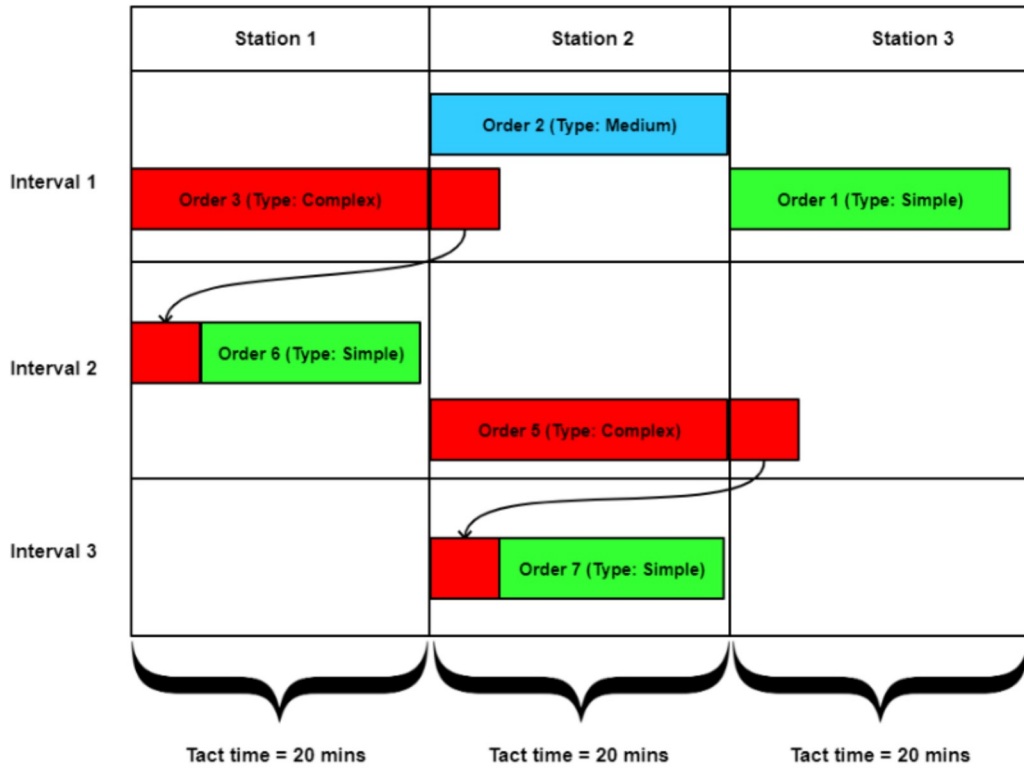 Station 1
Station 2
Station 3
Order 2 (Type: Medium)
Interval 1
Order 3 (Type: Complex)
Order 1 (Type: Simple)
Interval 2
Order 6 (Type: Simple)
Order 5 (Type: Complex)
Interval 3
Order 7 (Type: Simple)
Tact time = 20 mins
Tact time = 20 mins
Tact time = 20 mins